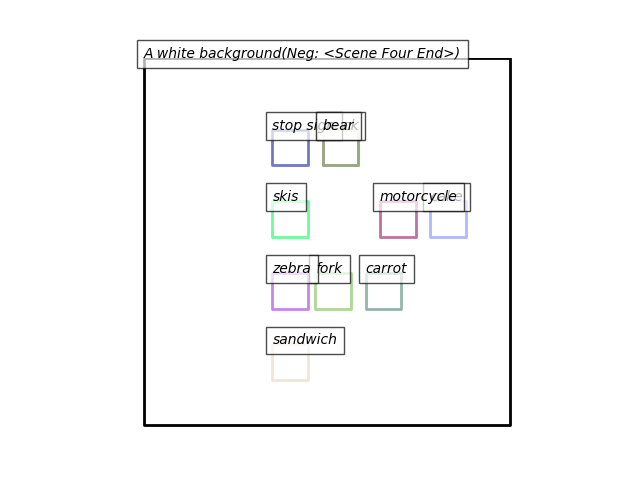 A white background(Neg: <Scene Four End>)
stop sign bear
skis motorcycle
zebra fork carrot
sandwich